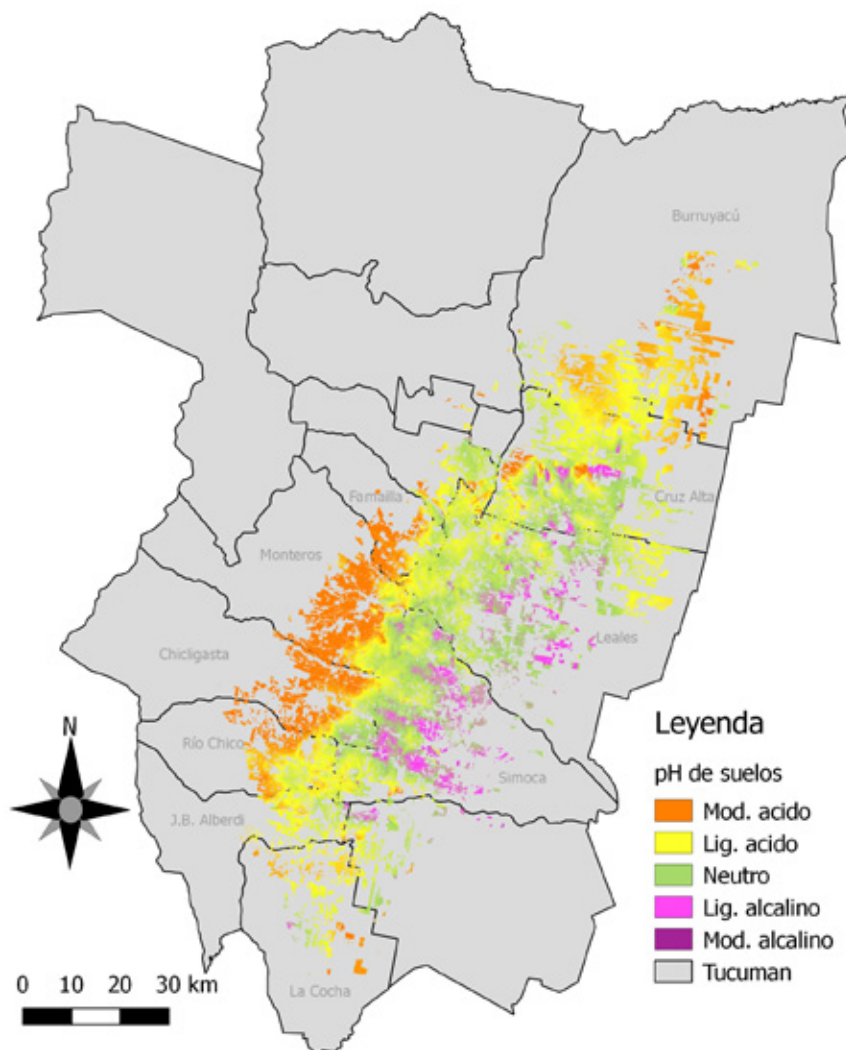 Burruyacú
Cruz Alta
Famailla
Monteros
Leales
Chicligasta
N
Río Chico
Simoca
J.B. Alberdi
La Cocha
Leyenda
pH de suelos
Mod. acido
Lig. acido
Neutro
Lig. alcalino
Mod. alcalino
Tucuman
0 10 20 30 km